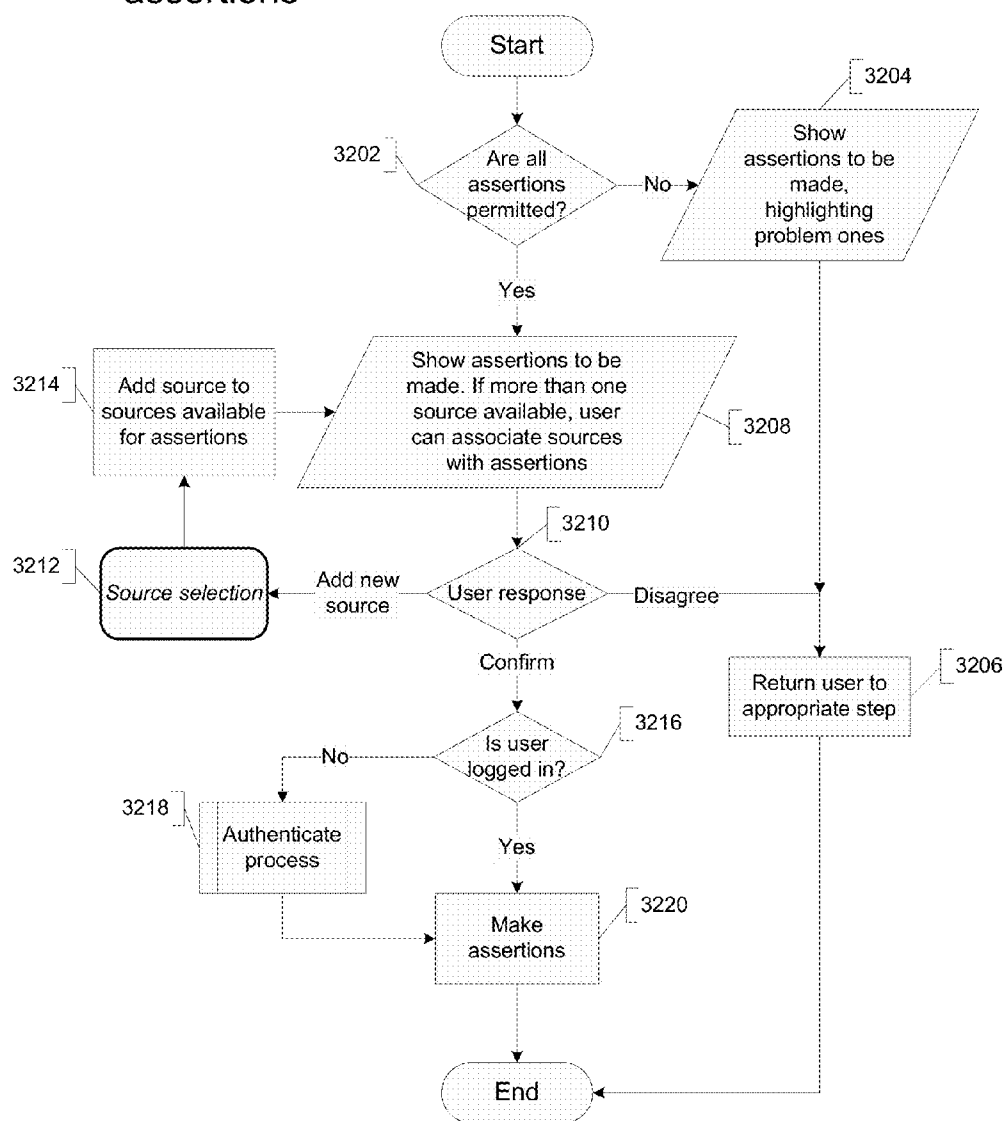 assertions
Start
3204
3202
Are all
assertions
permitted?
No
Show
assertions to be
made,
highlighting
problem ones
Yes
3214
Add source to
sources available
for assertions
Show assertions to be
made. If more than one
source available, user
can associate sources
with assertions
3208
3210
3212
Source selection
Add new
source
User response
Disagree
Confirm
3206
Return user to
appropriate step
3216
Is user
logged in?
No
3218
Authenticate
process
Yes
3220
Make
assertions
End